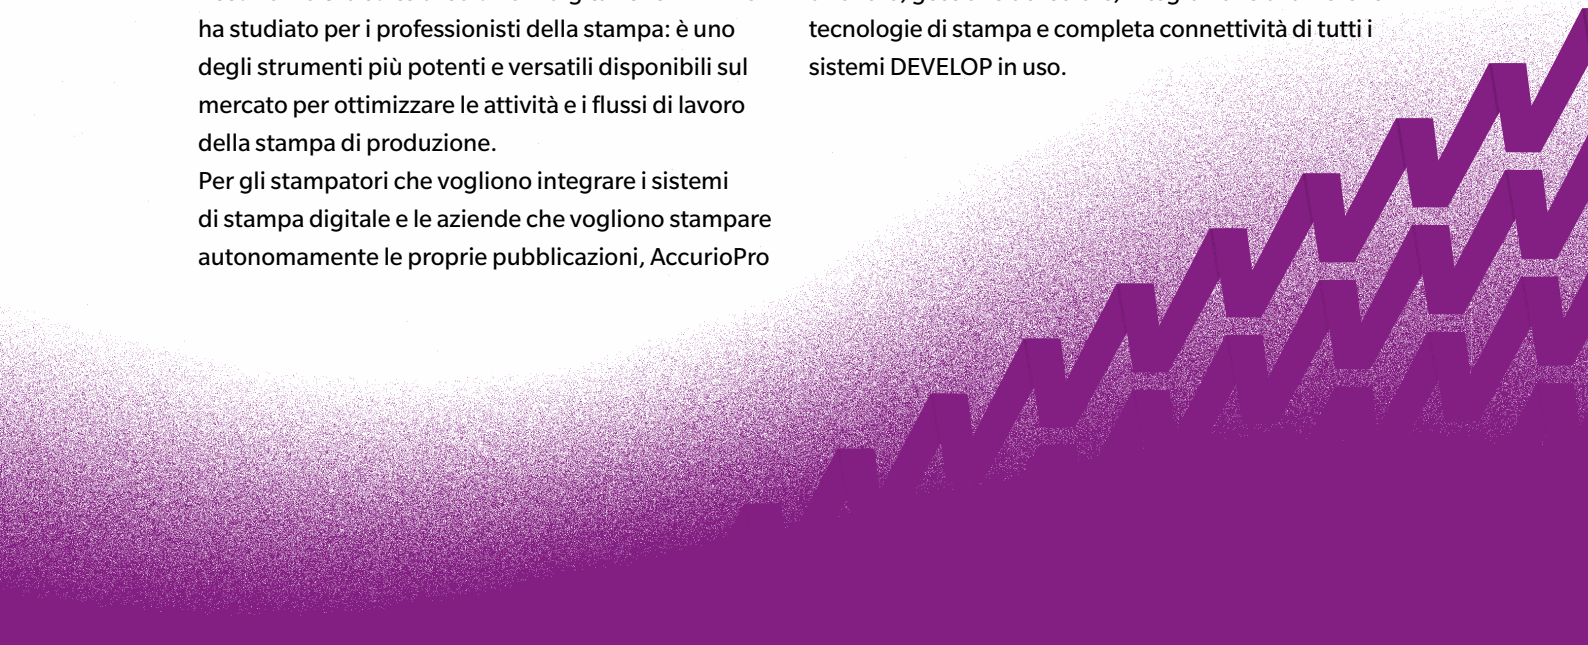 ha studiato per i professionisti della stampa: è uno
degli strumenti più potenti e versatili disponibili sul
mercato per ottimizzare le attività e i flussi di lavoro
della stampa di produzione.
Per gli stampatori che vogliono integrare i sistemi
di stampa digitale e le aziende che vogliono stampare
autonomamente le proprie pubblicazioni, AccurioPro
tecnologie di stampa e completa connettività di tutti i
sistemi DEVELOP in uso.